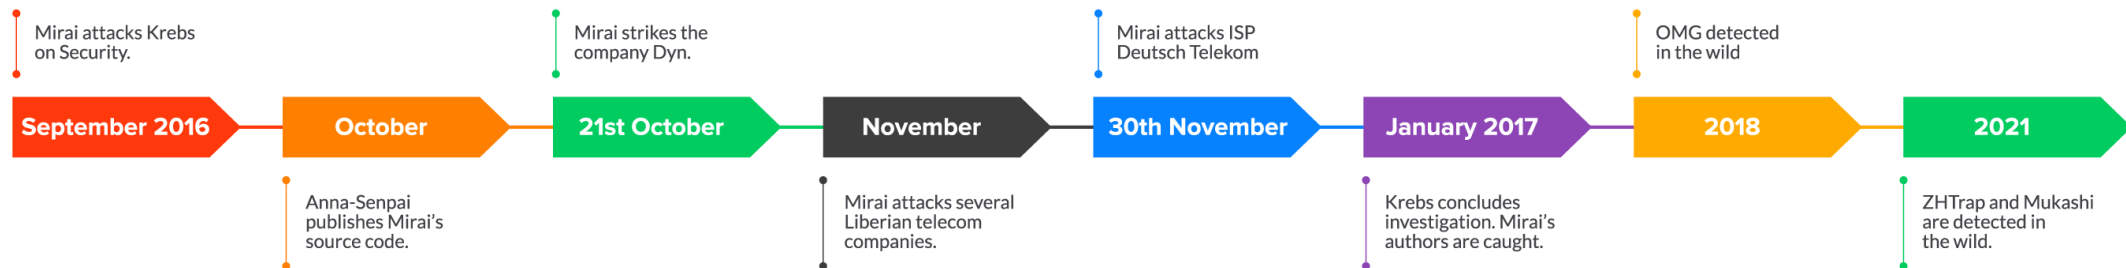 Mirai attacks Krebs
on Security.
Mirai strikes the
company Dyn.
Mirai attacks ISP
Deutsch Telekom
OMG detected
in the wild
September 2016
October
21st October
November
30th November
January 2017
2018
2021
Anna-Senpai
publishes Mirai’s
source code.
Mirai attacks several
Liberian telecom
companies.
Krebs concludes
investigation. Mirai’s
authors are caught.
ZHTrap and Mukashi
are detected in
the wild.